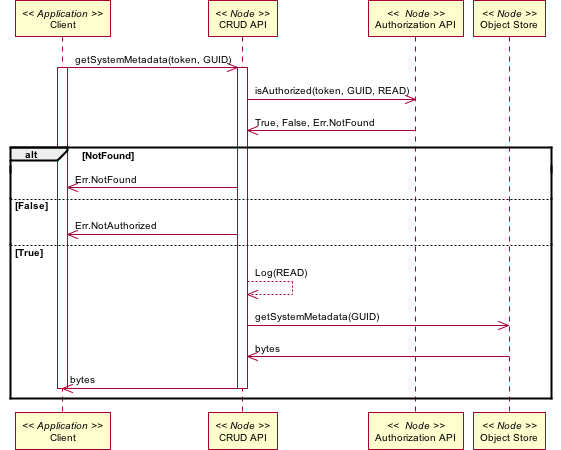 << Application >>
Client
<< Node >>
CRUD API
<< Node >>
Authorization API
<< Node >>
Object Store
getSystemMetadata(token, GUID)
isAuthorized(token, GUID, READ)
True, False, Err.NotFound
alt
[NotFound]
Err.NotFound
[False]
Err.NotAuthorized
[True]
Log(READ)
getSystemMetadata(GUID)
bytes
bytes
<< Application >>
Client
<< Node >>
CRUD API
<< Node >>
Authorization API
<< Node >>
Object Store